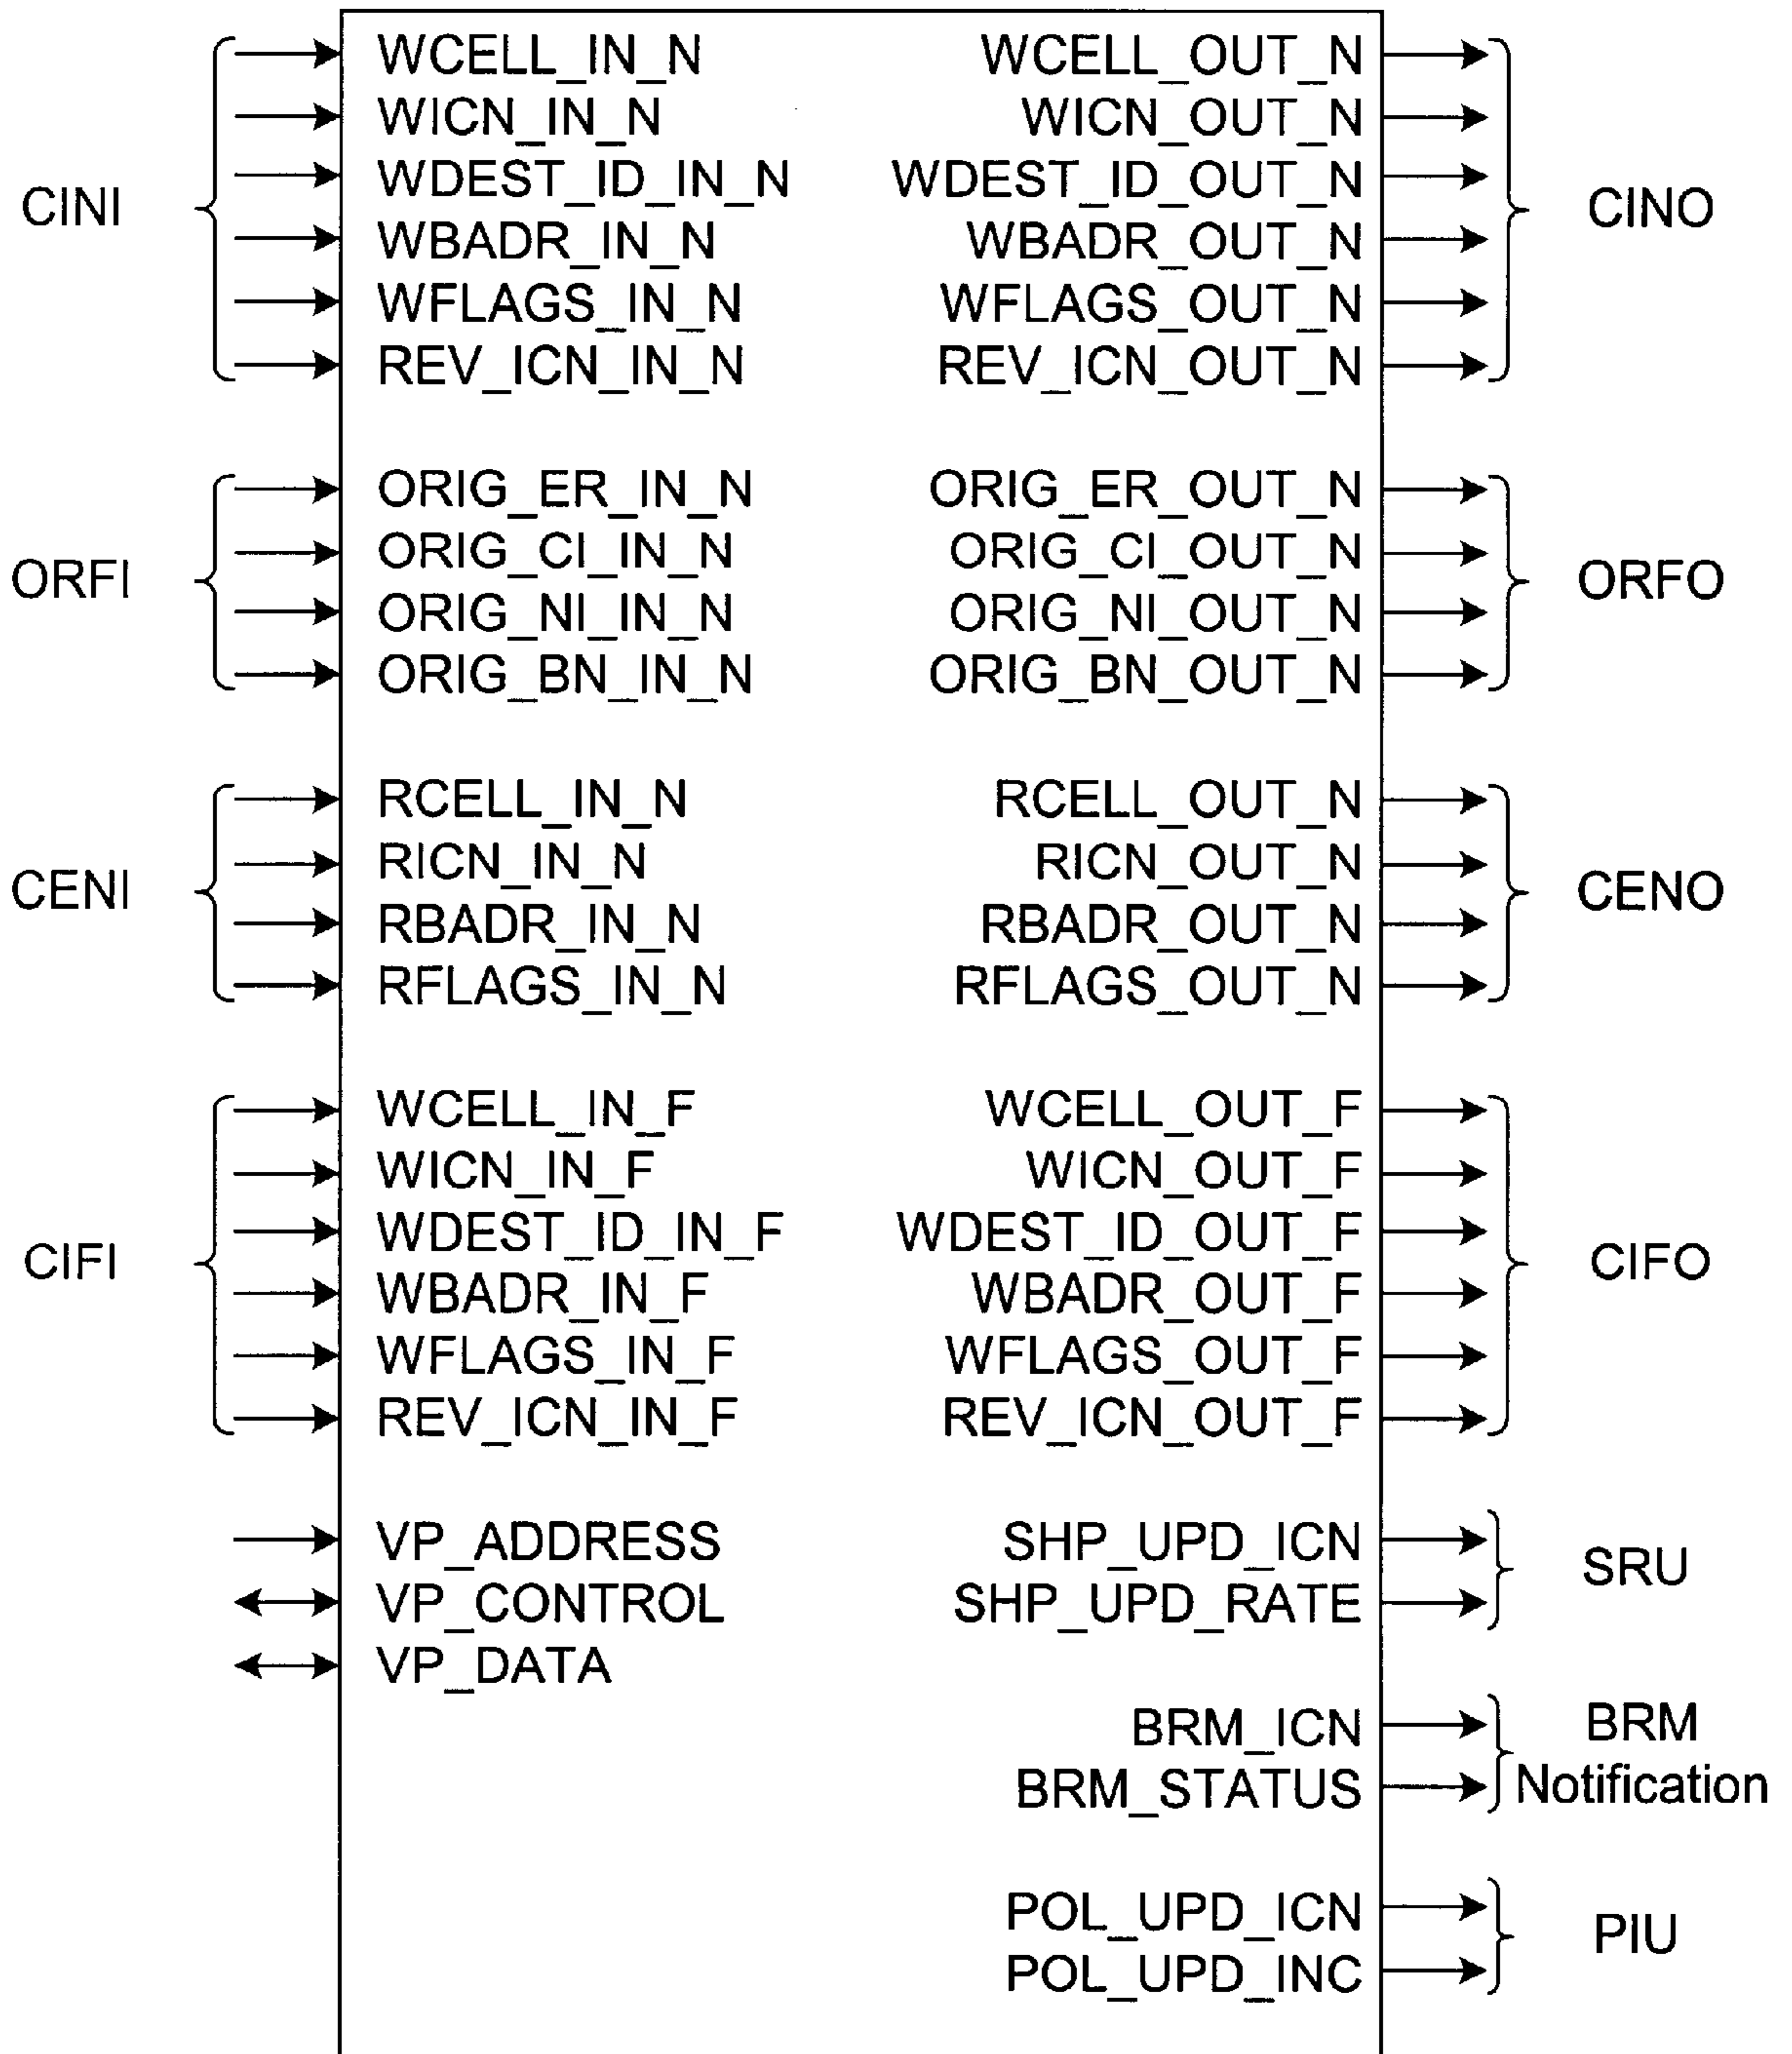 WCELL_IN_N WCELL_OUT_N
WICN_IN_N WICN_OUT_N
WDEST_ID_IN_N WDEST_ID_OUT_N
CINI CINO
WBADR_IN_N WBADR_OUT_N
WFLAGS_IN_N WFLAGS_OUT_N
REV_ICN_IN_N REV_ICN_OUT_N
ORIG_ER_IN_N ORIG_ER_OUT_N
ORIG_CI_IN_N ORIG_CI_OUT_N
ORFI ORFO
ORIG_NI_IN_N ORIG_NI_OUT_N
ORIG_BN_IN_N ORIG_BN_OUT_N
RCELL_IN_N RCELL_OUT_N
RICN_IN_N RICN_OUT_N
CENI CENO
RBADR_IN_N RBADR_OUT_N
RFLAGS_IN_N RFLAGS_OUT_N
WCELL_IN_F WCELL_OUT_F
WICN_IN_F WICN_OUT_F
WDEST_ID_IN_F WDEST_ID_OUT_F
CIFI CIFO
WBADR_IN_F WBADR_OUT_F
WFLAGS_IN_F WFLAGS_OUT_F
REV_ICN_IN_F REV_ICN_OUT_F
VP_ADDRESS SHP_UPD_ICN
SRU
VP_CONTROL SHP_UPD_RATE
VP_DATA
BRM_ICN BRM
BRM_STATUS Notification
POL_UPD_ICN
PIU
POL_UPD_INC